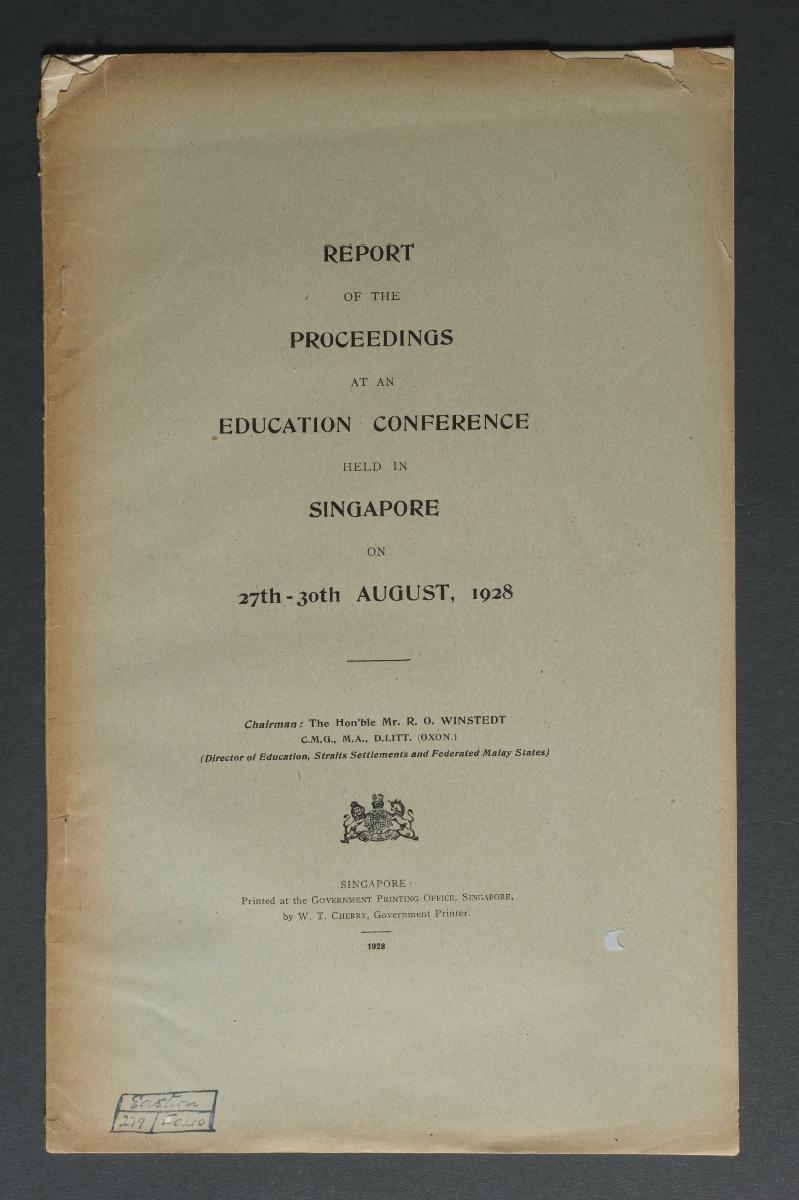 REPORT
OF THE
PROCEEDINGS
AT AN
EDUCATION CONFERENCE
HELD IN
SINGAPORE
ON
27th - 30th AUGUST, 1928
Chairman: The Hon'ble Mr. R. O. WINSTEDT
C.M.G., M.A., D.LITT. (OXON.)
(Director of Education, Straits Settlements and Federated Malay States)
SINGAPORE:
Printed at the GOVERNMENT PRINTING OFFICE, SINGAPORE,
by W. T. CHERRY, Government Printer.
1928
Eastern
279 Folio